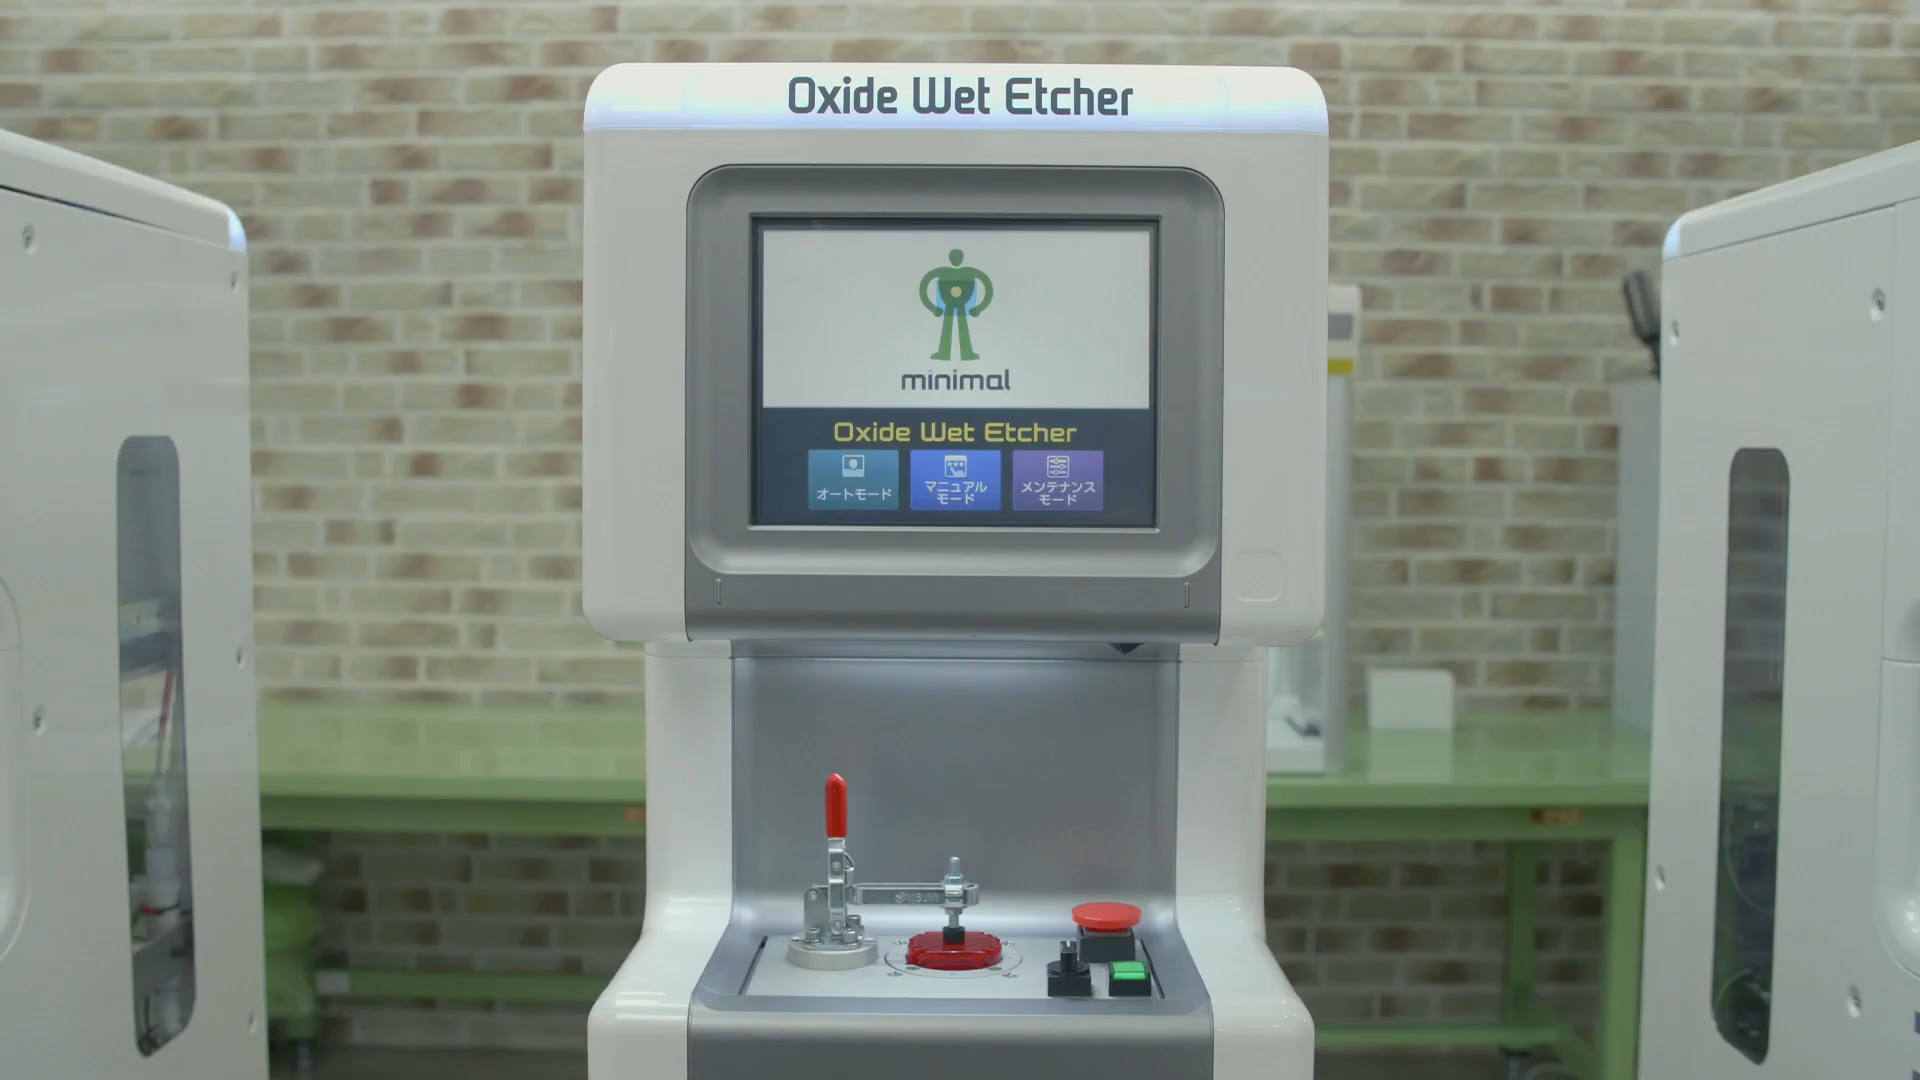 Oxide Wet Etcher
minimal
Oxide Wet Etcher
オートモード
マニュアル
モード
メンテナンス
モード
MISUMI